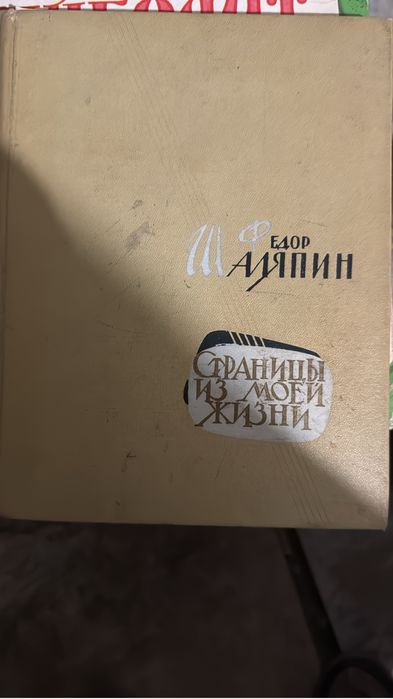 Федор
Шаляпин
Страницы
из моей
жизни